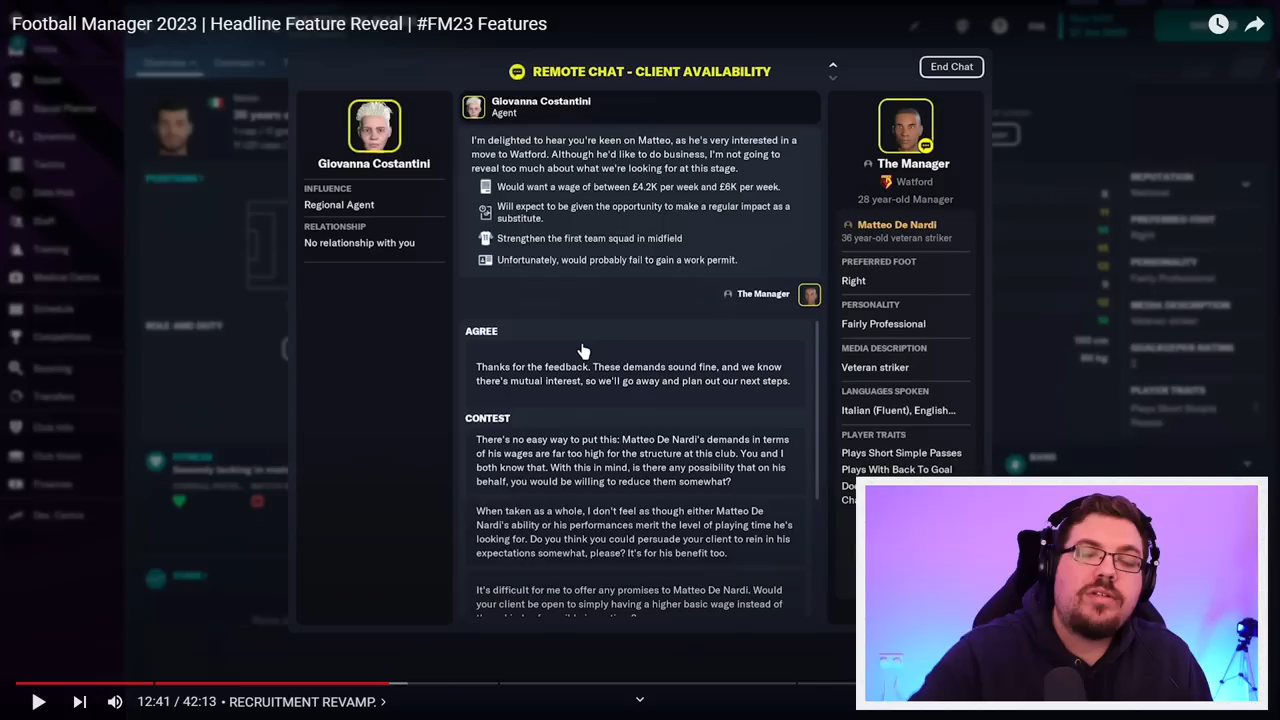 Football Manager 2023 | Headline Feature Reveal | #FM23 Features
REMOTE CHAT - CLIENT AVAILABILITY
End Chat
Giovanna Costantini
INFLUENCE
Regional Agent
RELATIONSHIP
No relationship with you
Giovanna Costantini
Agent
I'm delighted to hear you're keen on Matteo, as he's very interested in a
move to Watford. Although he'd like to do business, I'm not going to
reveal too much about what we're looking for at this stage.
Would want a wage of between £4.2K per week and £6K per week.
Will expect to be given the opportunity to make a regular impact as a
substitute.
Strengthen the first team squad in midfield
Unfortunately, would probably fail to gain a work permit.
The Manager
AGREE
Thanks for the feedback. These demands sound fine, and we know
there's mutual interest, so we'll go away and plan out our next steps.
CONTEST
There's no easy way to put this: Matteo De Nardi's demands in terms
of his wages are far too high for the structure at this club. You and I
both know that. With this in mind, is there any possibility that on his
behalf, you would be willing to reduce them somewhat?
When taken as a whole, I don't feel as though either Matteo De
Nardi's ability or his performances merit the level of playing time he's
looking for. Do you think you could persuade your client to rein in his
expectations somewhat, please? It's for his benefit too.
It's difficult for me to offer any promises to Matteo De Nardi. Would
your client be open to simply having a higher basic wage instead of
The Manager
Watford
28 year-old Manager
Matteo De Nardi
36 year-old veteran striker
PREFERRED FOOT
Right
PERSONALITY
Fairly Professional
MEDIA DESCRIPTION
Veteran striker
LANGUAGES SPOKEN
Italian (Fluent), English...
PLAYER TRAITS
Plays Short Simple Passes
Plays With Back To Goal
12:41 / 42:13 • RECRUITMENT REVAMP. >